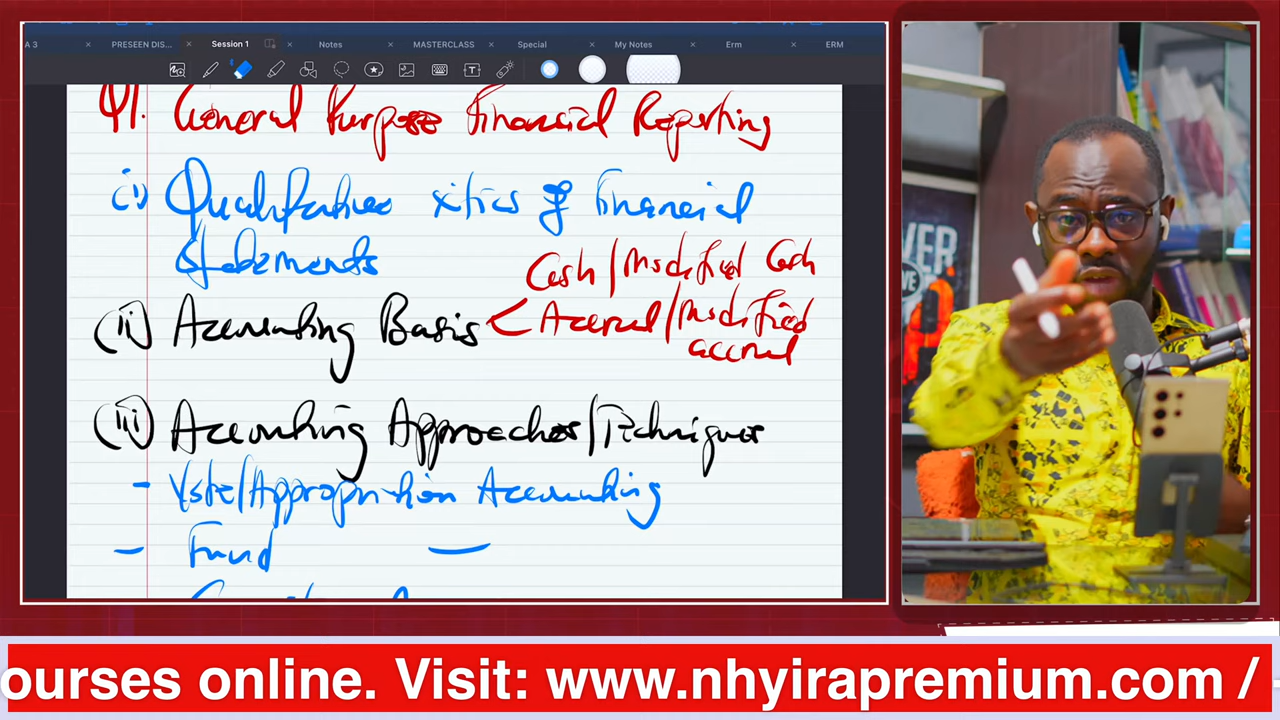 A 3 PRESEEN DIS... Session 1 Notes MASTERCLASS Special My Notes Erm ERM
Q1. General Purpose Financial Reporting
(i) Qualitatives xtics of Financial
statements
Cash/Modified Cash
(ii) Accounting Basis < Accrual/Modified
accrual
(iii) Accounting Approaches/Techniques
- Vote/Appropriation Accounting
- Fund —
ourses online. Visit: www.nhyirapremium.com /